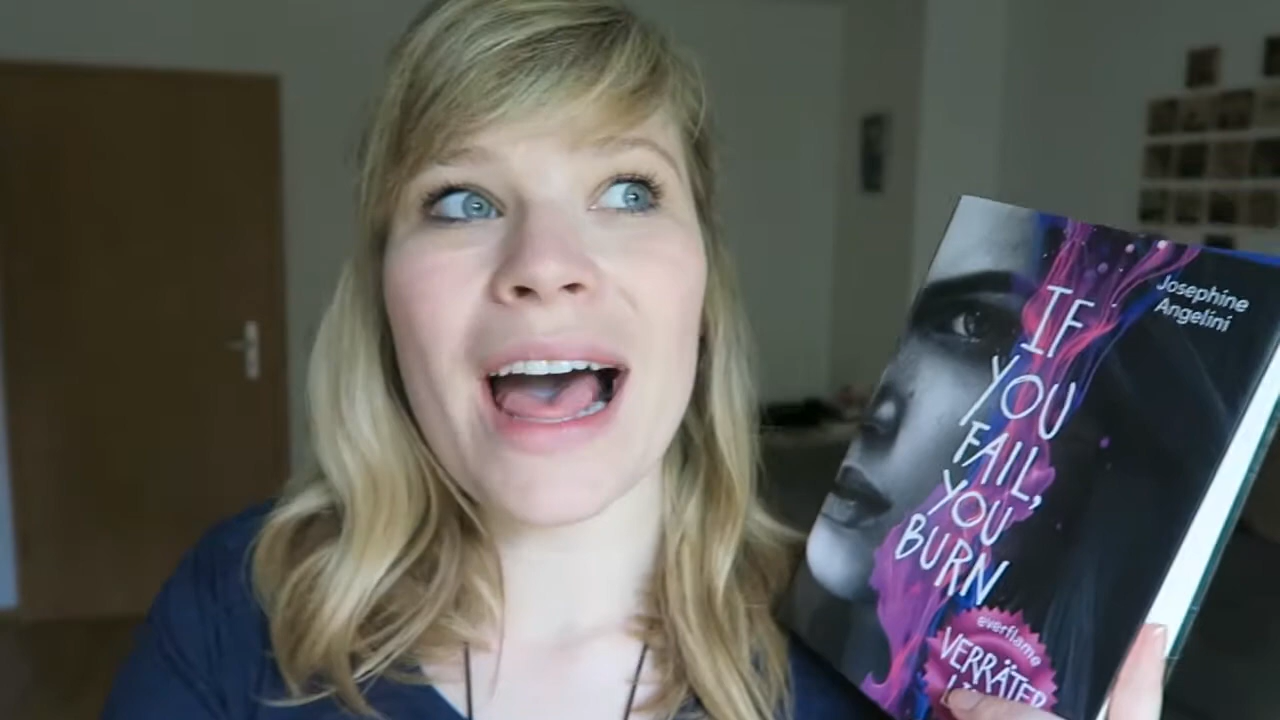 Josephine
Angelini
IF
YOU
FAIL,
YOU
BURN
everflame
VERRÄTER